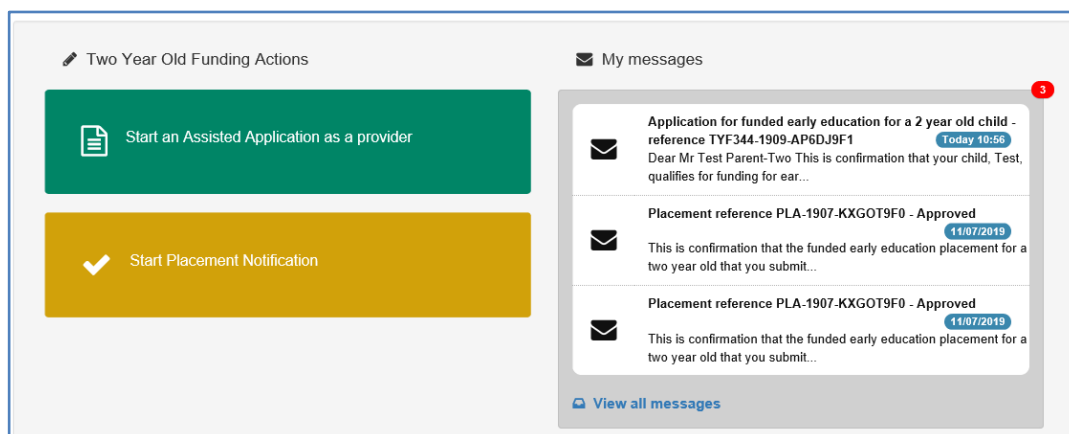 Two Year Old Funding Actions
Start an Assisted Application as a provider
Start Placement Notification
My messages
3
Application for funded early education for a 2 year old child -
reference TYF344-1909-AP6DJ9F1 Today 10:56
Dear Mr Test Parent-Two This is confirmation that your child, Test,
qualifies for funding for ear...
Placement reference PLA-1907-KXGOT9F0 - Approved
11/07/2019
This is confirmation that the funded early education placement for a
two year old that you submit...
Placement reference PLA-1907-KXGOT9F0 - Approved
11/07/2019
This is confirmation that the funded early education placement for a
two year old that you submit...
View all messages